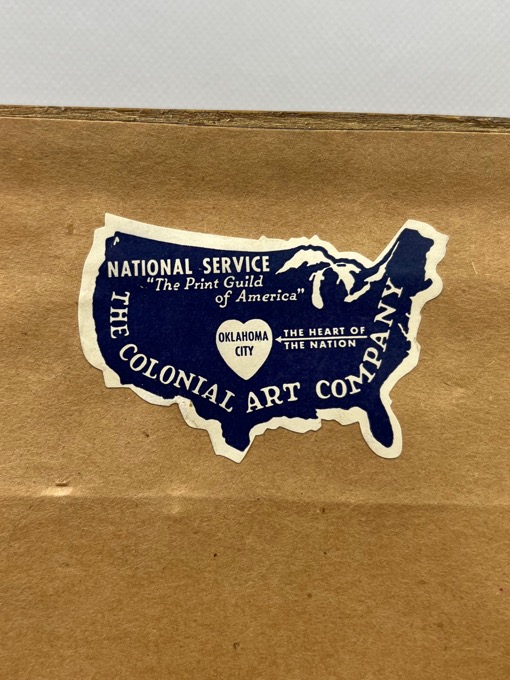 NATIONAL SERVICE
"The Print Guild
of America"
OKLAHOMA
CITY
THE HEART OF
THE NATION
THE COLONIAL ART COMPANY